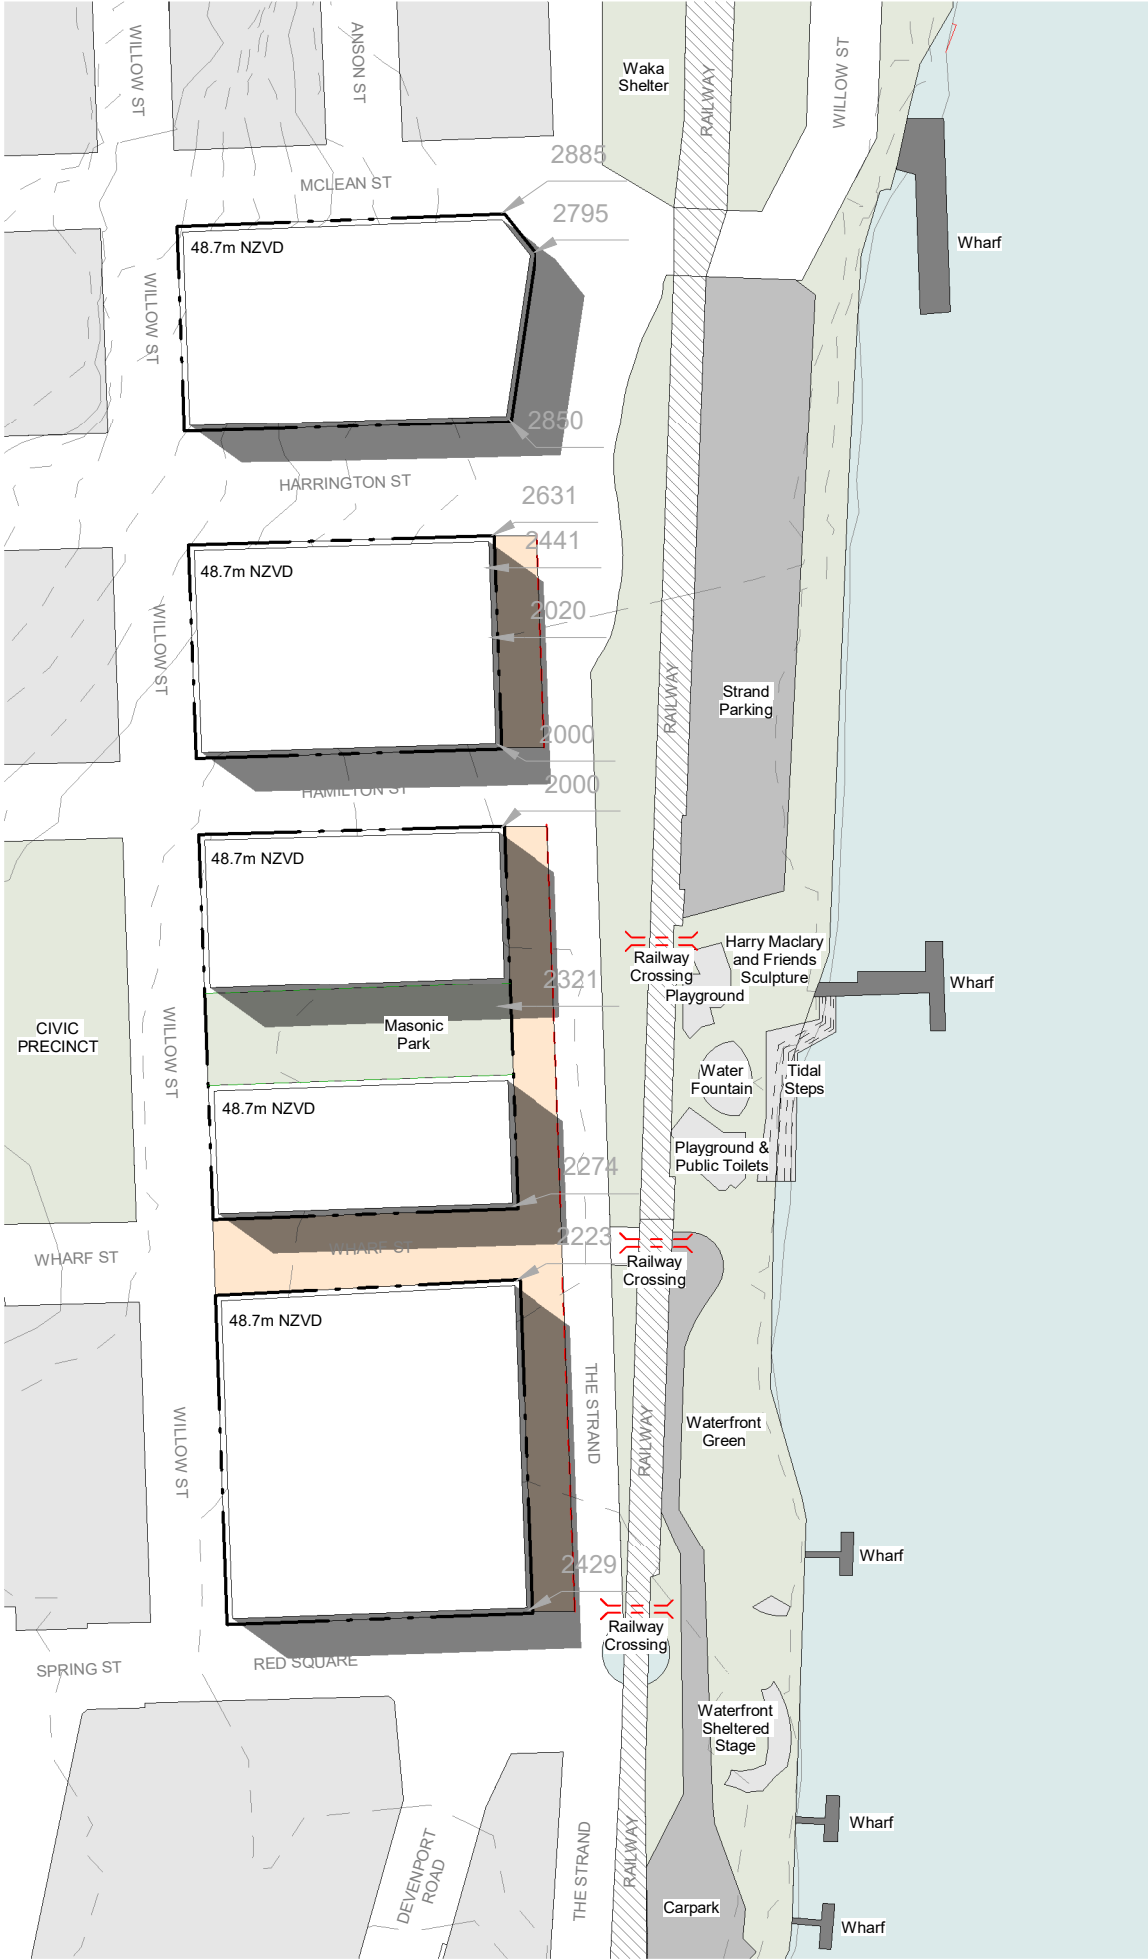 WILLOW ST
ANSON ST
Waka
Shelter
RAILWAY
WILLOW ST
2885
MCLEAN ST
2795
48.7m NZVD
Wharf
WILLOW ST
2850
HARRINGTON ST
2631
2441
48.7m NZVD
2020
WILLOW ST
RAILWAY
Strand
Parking
2000
2000
HAMILTON ST
48.7m NZVD
Harry Maclary
and Friends
Sculpture
Railway
Crossing
Playground
Wharf
2321
CIVIC
PRECINCT
WILLOW ST
Masonic
Park
Water
Fountain
Tidal
Steps
48.7m NZVD
Playground &
Public Toilets
2274
2223
WHARF ST
WHARF ST
Railway
Crossing
48.7m NZVD
THE STRAND
WILLOW ST
RAILWAY
Waterfront
Green
2429
Wharf
Railway
Crossing
SPRING ST
RED SQUARE
Waterfront
Sheltered
Stage
Wharf
DEVENPORT
ROAD
THE STRAND
RAILWAY
Carpark
Wharf